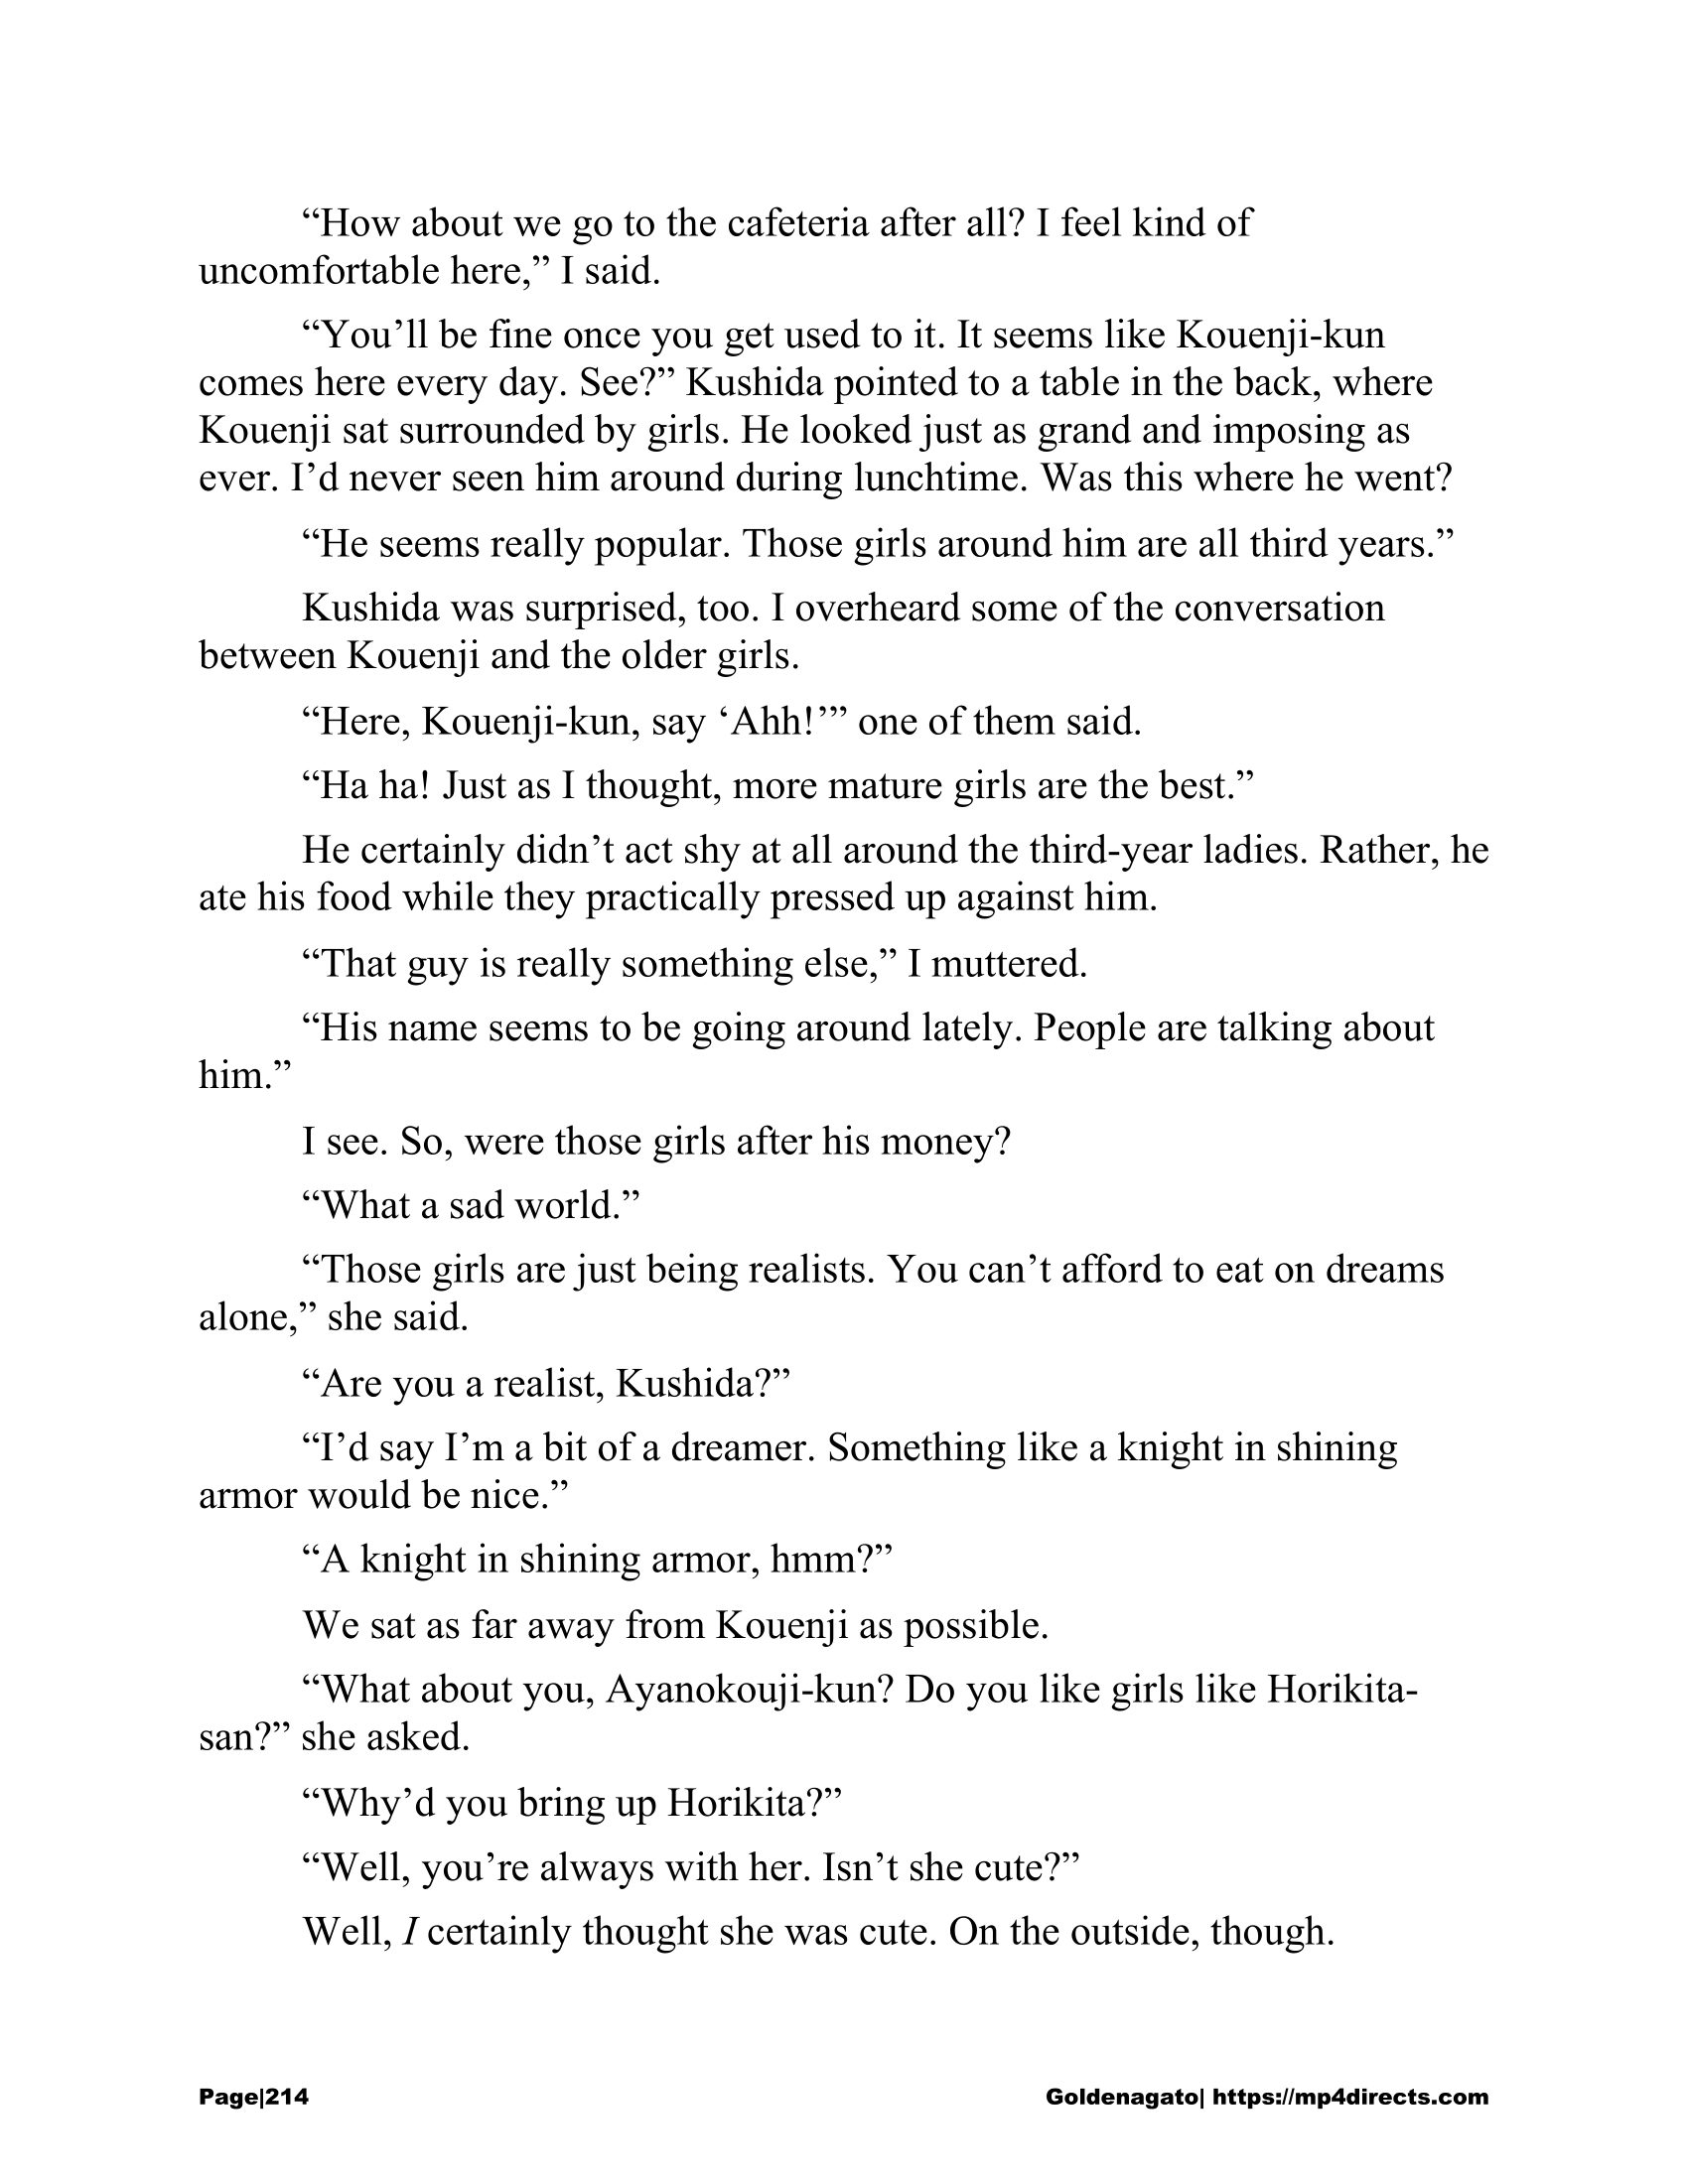 “How about we go to the cafeteria after all? I feel kind of
uncomfortable here,” I said.
“You’ll be fine once you get used to it. It seems like Kouenji-kun
comes here every day. See?” Kushida pointed to a table in the back, where
Kouenji sat surrounded by girls. He looked just as grand and imposing as
ever. I’d never seen him around during lunchtime. Was this where he went?
“He seems really popular. Those girls around him are all third years.”
Kushida was surprised, too. I overheard some of the conversation
between Kouenji and the older girls.
“Here, Kouenji-kun, say ‘Ahh!’” one of them said.
“Ha ha! Just as I thought, more mature girls are the best.”
He certainly didn’t act shy at all around the third-year ladies. Rather, he
ate his food while they practically pressed up against him.
“That guy is really something else,” I muttered.
“His name seems to be going around lately. People are talking about
him.”
I see. So, were those girls after his money?
“What a sad world.”
“Those girls are just being realists. You can’t afford to eat on dreams
alone,” she said.
“Are you a realist, Kushida?”
“I’d say I’m a bit of a dreamer. Something like a knight in shining
armor would be nice.”
“A knight in shining armor, hmm?”
We sat as far away from Kouenji as possible.
“What about you, Ayanokouji-kun? Do you like girls like Horikita-
san?” she asked.
“Why’d you bring up Horikita?”
“Well, you’re always with her. Isn’t she cute?”
Well, I certainly thought she was cute. On the outside, though.
Page|214
Goldenagato| https://mp4directs.com